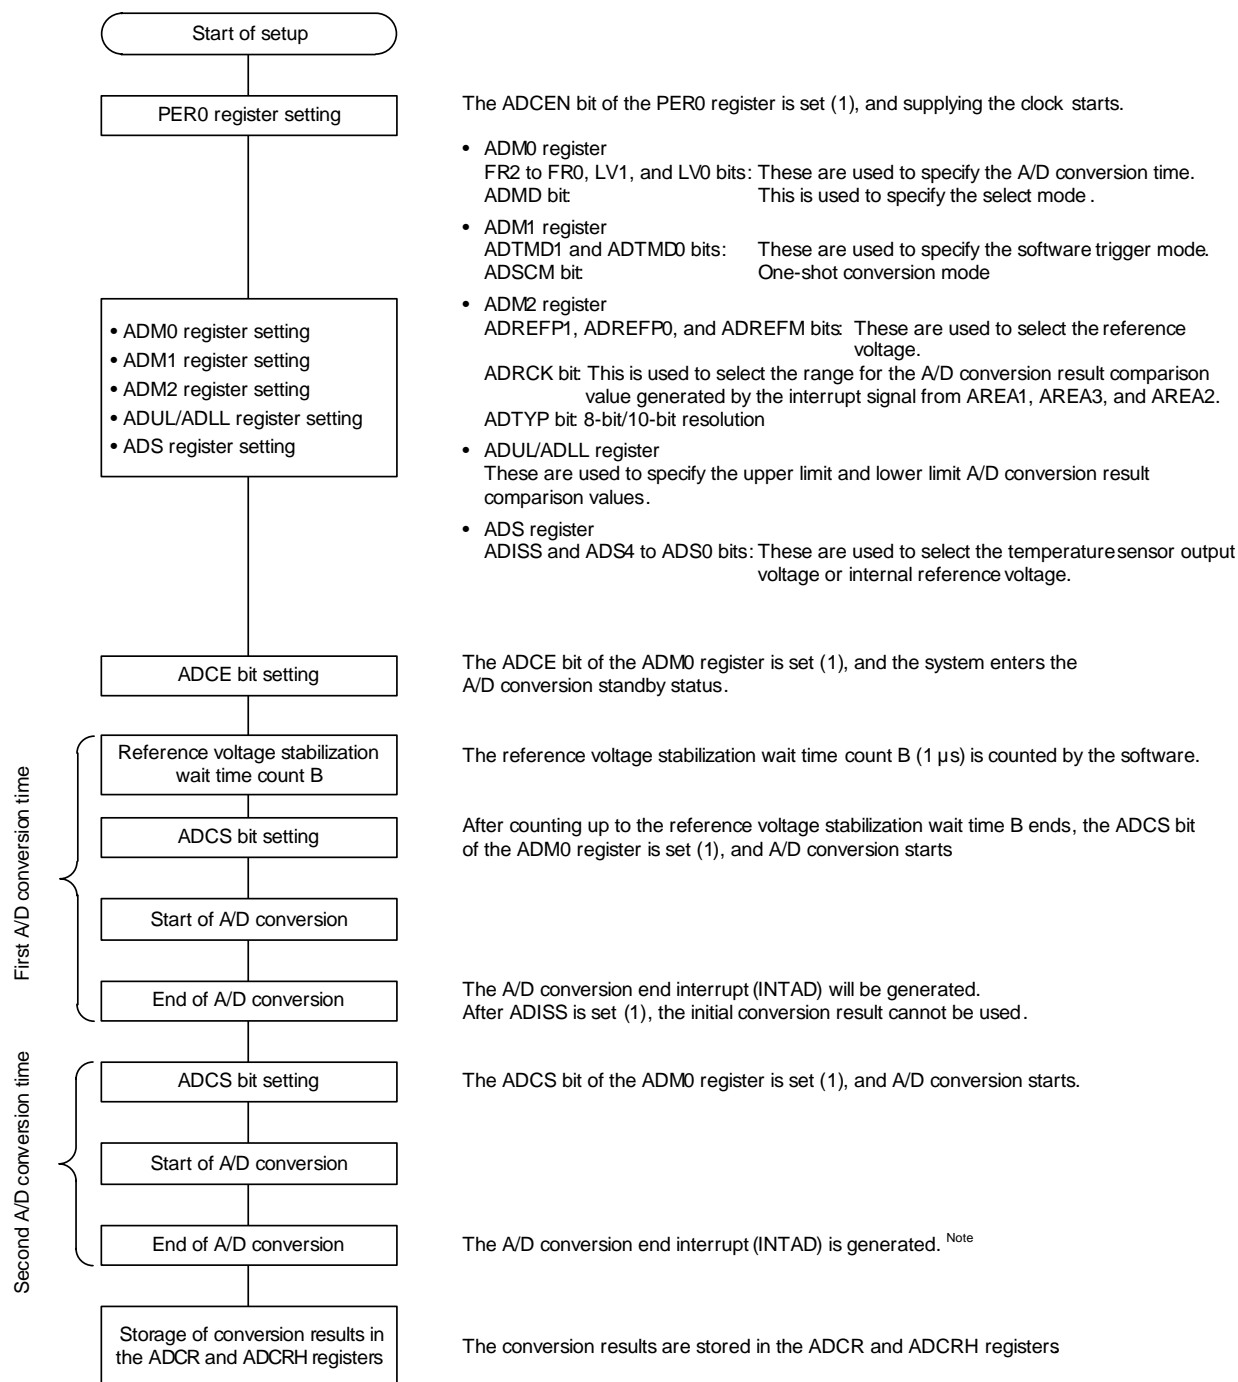 Start of setup
PER0 register setting
The ADCEN bit of the PER0 register is set (1), and supplying the clock starts.
• ADM0 register
FR2 to FR0, LV1, and LV0 bits: These are used to specify the A/D conversion time.
ADMD bit: This is used to specify the select mode.
• ADM1 register
ADTMD1 and ADTMD0 bits: These are used to specify the software trigger mode.
ADSCM bit: One-shot conversion mode
• ADM2 register
ADREFP1, ADREFP0, and ADREFM bits: These are used to select the reference
voltage.
ADRCK bit: This is used to select the range for the A/D conversion result comparison
value generated by the interrupt signal from AREA1, AREA3, and AREA2.
ADTYP bit: 8-bit/10-bit resolution
• ADUL/ADLL register
These are used to specify the upper limit and lower limit A/D conversion result
comparison values.
• ADS register
ADISS and ADS4 to ADS0 bits: These are used to select the temperature sensor output
voltage or internal reference voltage.
• ADM0 register setting
• ADM1 register setting
• ADM2 register setting
• ADUL/ADLL register setting
• ADS register setting
ADCE bit setting
The ADCE bit of the ADM0 register is set (1), and the system enters the
A/D conversion standby status.
First A/D conversion time
Reference voltage stabilization
wait time count B
The reference voltage stabilization wait time count B (1 µs) is counted by the software.
ADCS bit setting
After counting up to the reference voltage stabilization wait time B ends, the ADCS bit
of the ADM0 register is set (1), and A/D conversion starts
Start of A/D conversion
End of A/D conversion
The A/D conversion end interrupt (INTAD) will be generated.
After ADISS is set (1), the initial conversion result cannot be used.
Second A/D conversion time
ADCS bit setting
The ADCS bit of the ADM0 register is set (1), and A/D conversion starts.
Start of A/D conversion
End of A/D conversion
The A/D conversion end interrupt (INTAD) is generated. Note
Storage of conversion results in
the ADCR and ADCRH registers
The conversion results are stored in the ADCR and ADCRH registers